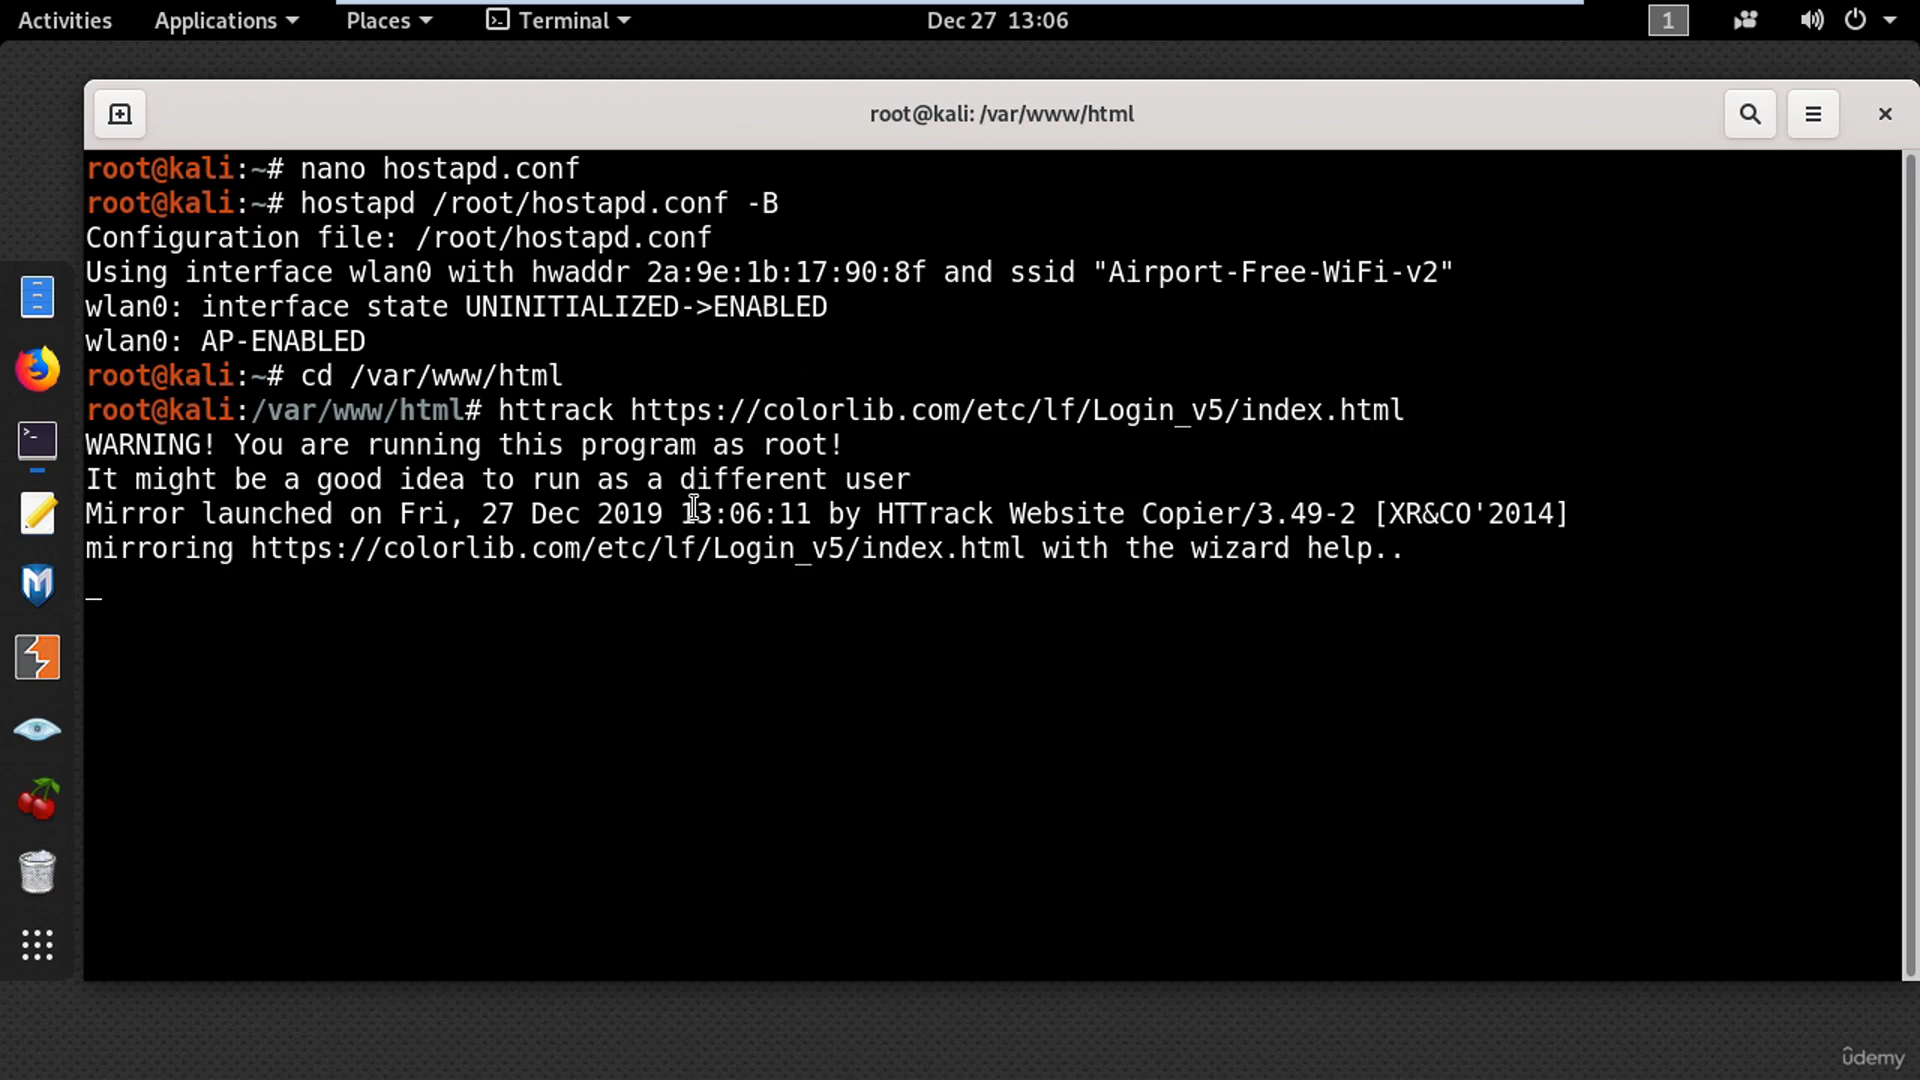 Activities Applications Places Terminal Dec 27 13:06 1
root@kali: /var/www/html
root@kali:~# nano hostapd.conf
root@kali:~# hostapd /root/hostapd.conf -B
Configuration file: /root/hostapd.conf
Using interface wlan0 with hwaddr 2a:9e:1b:17:90:8f and ssid "Airport-Free-WiFi-v2"
wlan0: interface state UNINITIALIZED->ENABLED
wlan0: AP-ENABLED
root@kali:~# cd /var/www/html
root@kali:/var/www/html# httrack https://colorlib.com/etc/lf/Login_v5/index.html
WARNING! You are running this program as root!
It might be a good idea to run as a different user
Mirror launched on Fri, 27 Dec 2019 13:06:11 by HTTrack Website Copier/3.49-2 [XR&CO'2014]
mirroring https://colorlib.com/etc/lf/Login_v5/index.html with the wizard help..
ûdemy